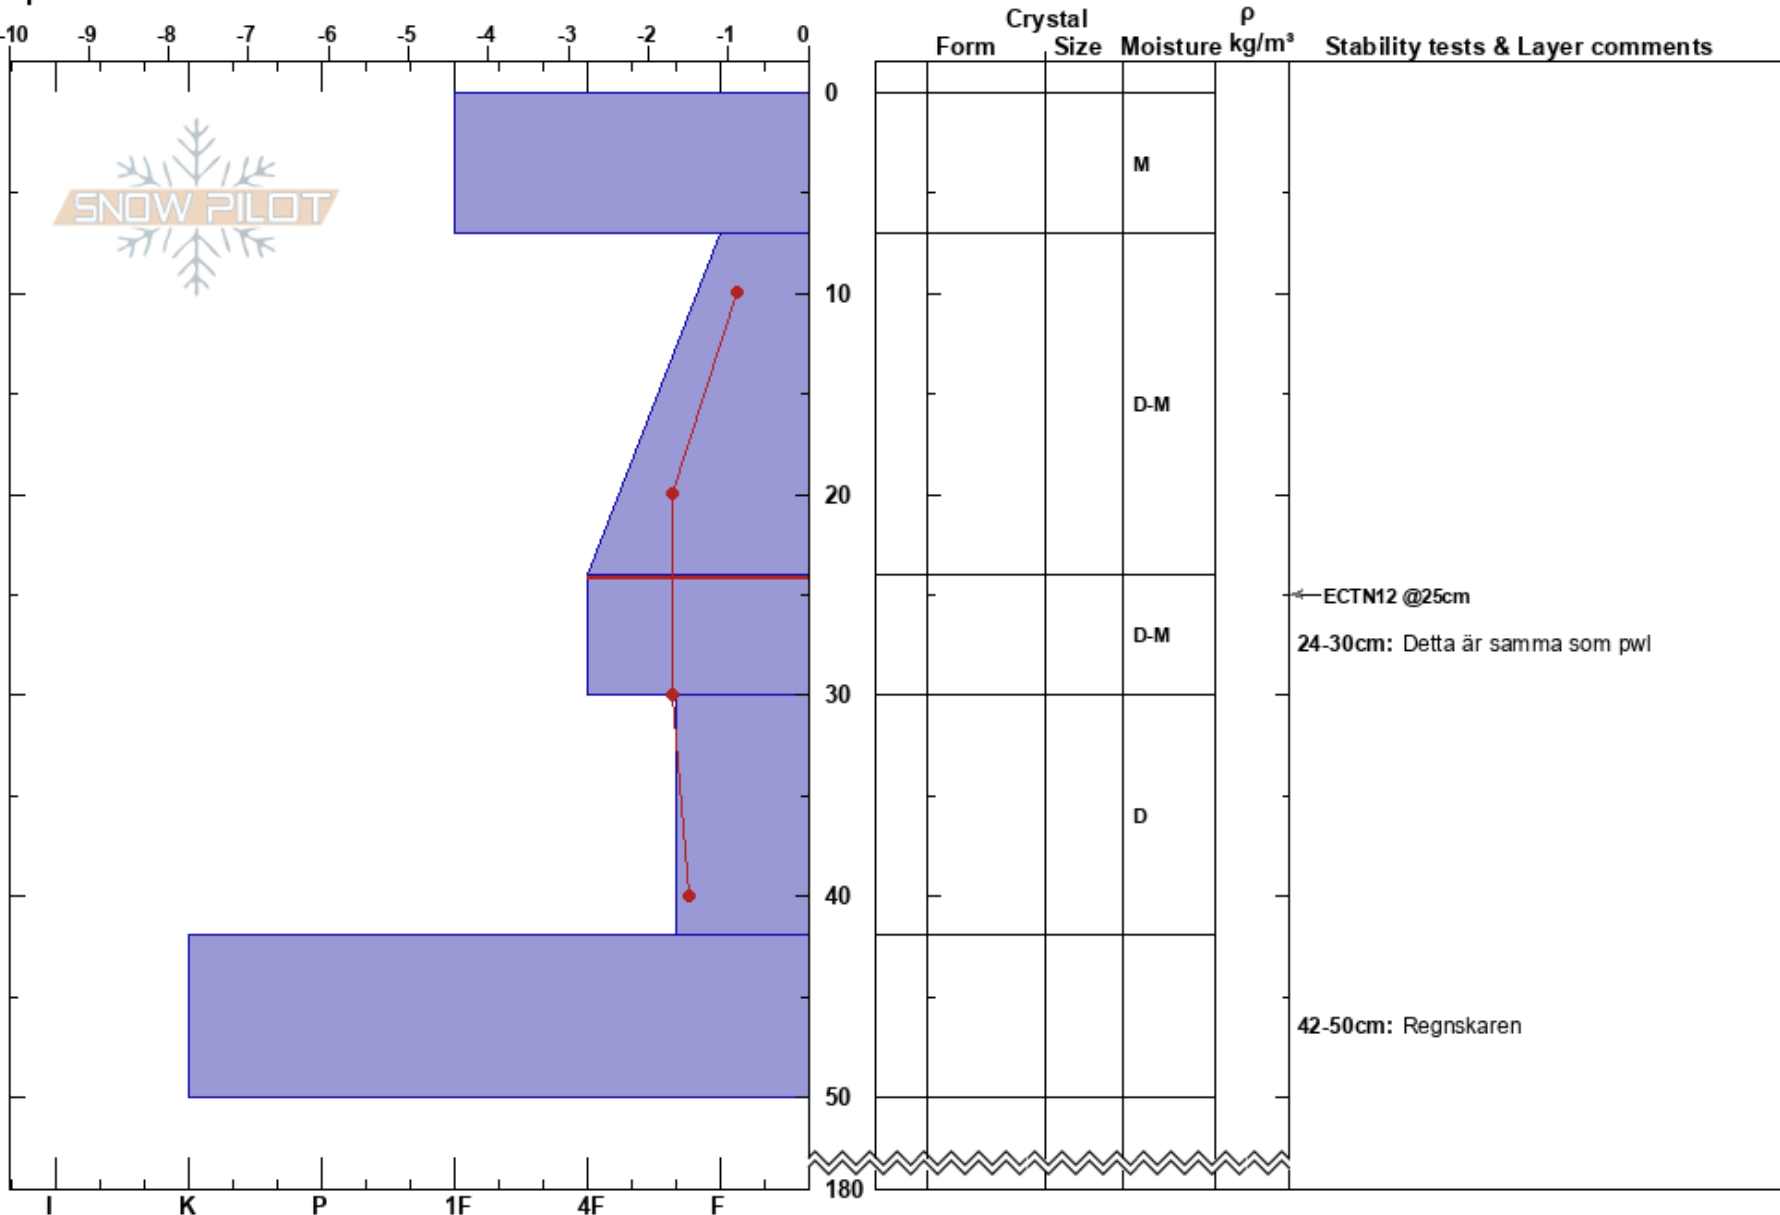 Crystal ρ
-10 -9 -8 -7 -6 -5 -4 -3 -2 -1 0 Form Size Moisture kg/m³ Stability tests & Layer comments
0
SNOW PILOT
M
10
D-M
20
ECTN12 @25cm
D-M 24-30cm: Detta är samma som pwl
30
D
40
42-50cm: Regnskaren
50
180
I K P 1F 4F F